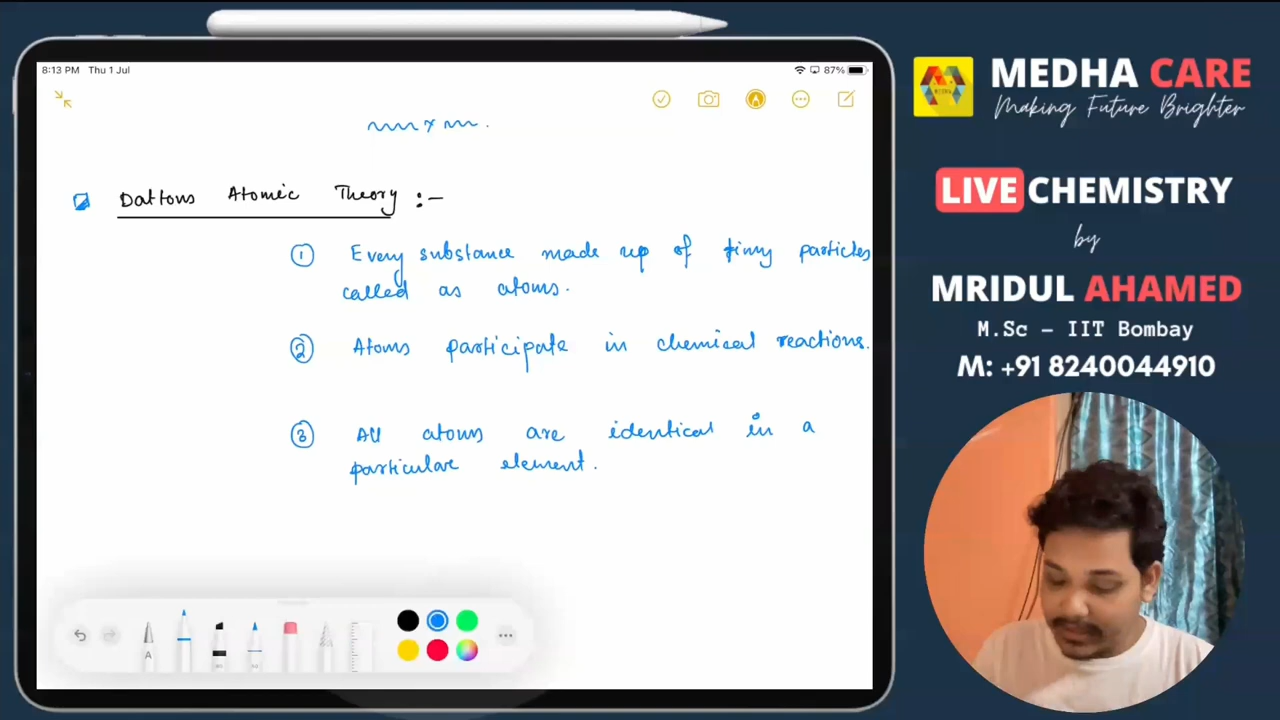 8:13 PM Thu 1 Jul
87%
Daltons Atomic Theory :-
① Every substance made up of tiny particles
called as atoms.
② Atoms participate in chemical reactions.
③ All atoms are identical in a
particular element.
MEDHA CARE
Making Future Brighter
LIVE CHEMISTRY
by
MRIDUL AHAMED
M.Sc - IIT Bombay
M: +91 8240044910